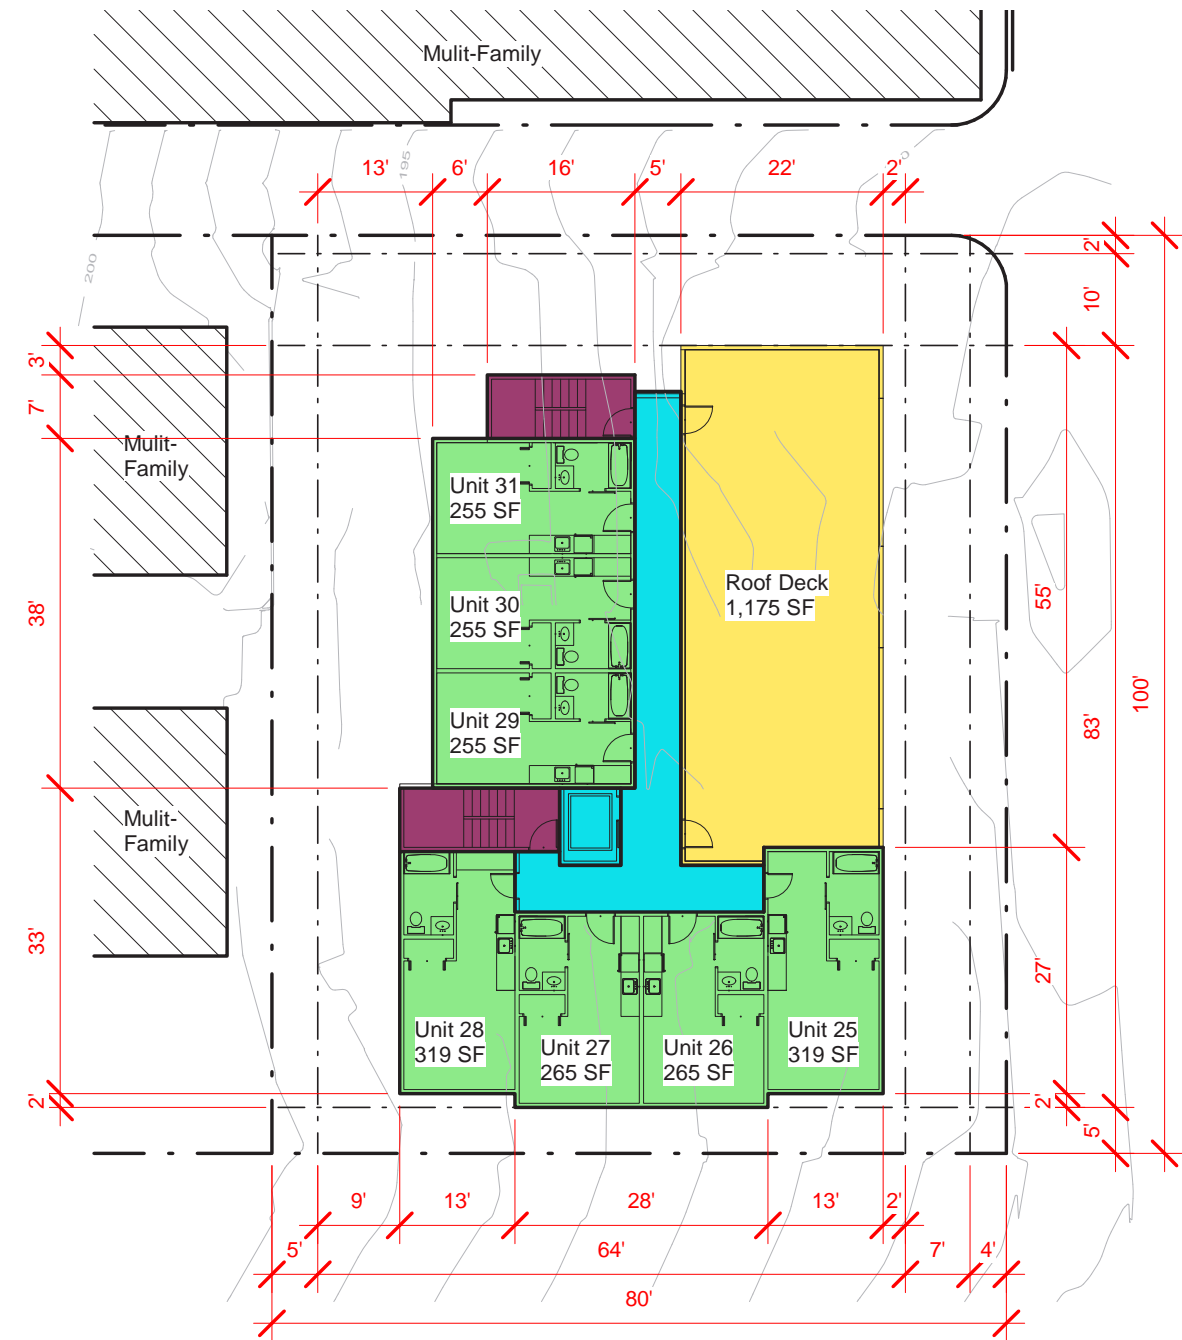 Mulit-Family
13'
6'
16'
5'
22'
2'
195
200
2'
10'
3'
7'
38'
33'
2'
Mulit-
Family
Mulit-
Family
Unit 31
255 SF
Unit 30
255 SF
Unit 29
255 SF
Roof Deck
1,175 SF
55'
83'
100'
27'
2'
5'
Unit 28
319 SF
Unit 27
265 SF
Unit 26
265 SF
Unit 25
319 SF
9'
13'
28'
13'
2'
5'
64'
7'
4'
80'